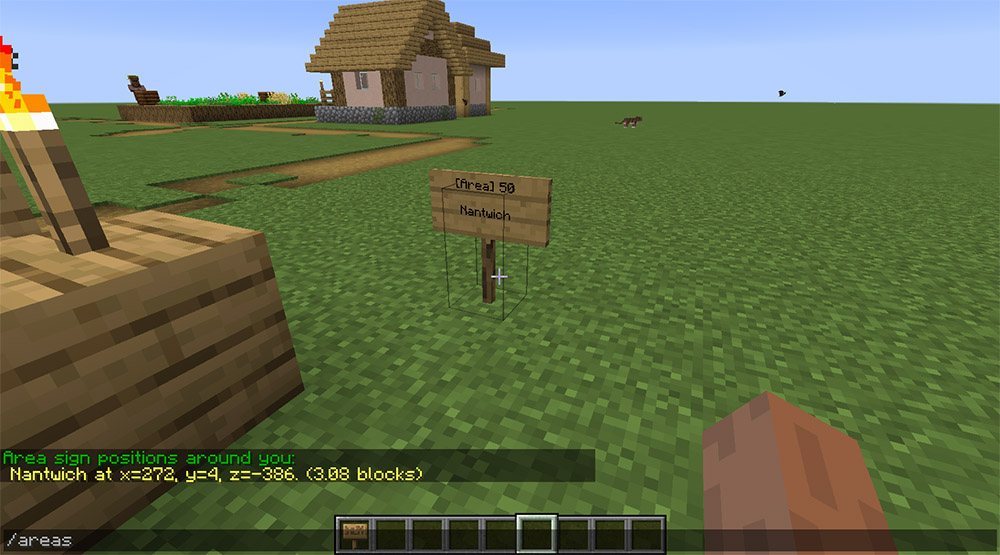 [Area] 50
Nantwich
Area sign positions around you:
Nantwich at x=272, y=4, z=-386. (3.08 blocks)
/areas